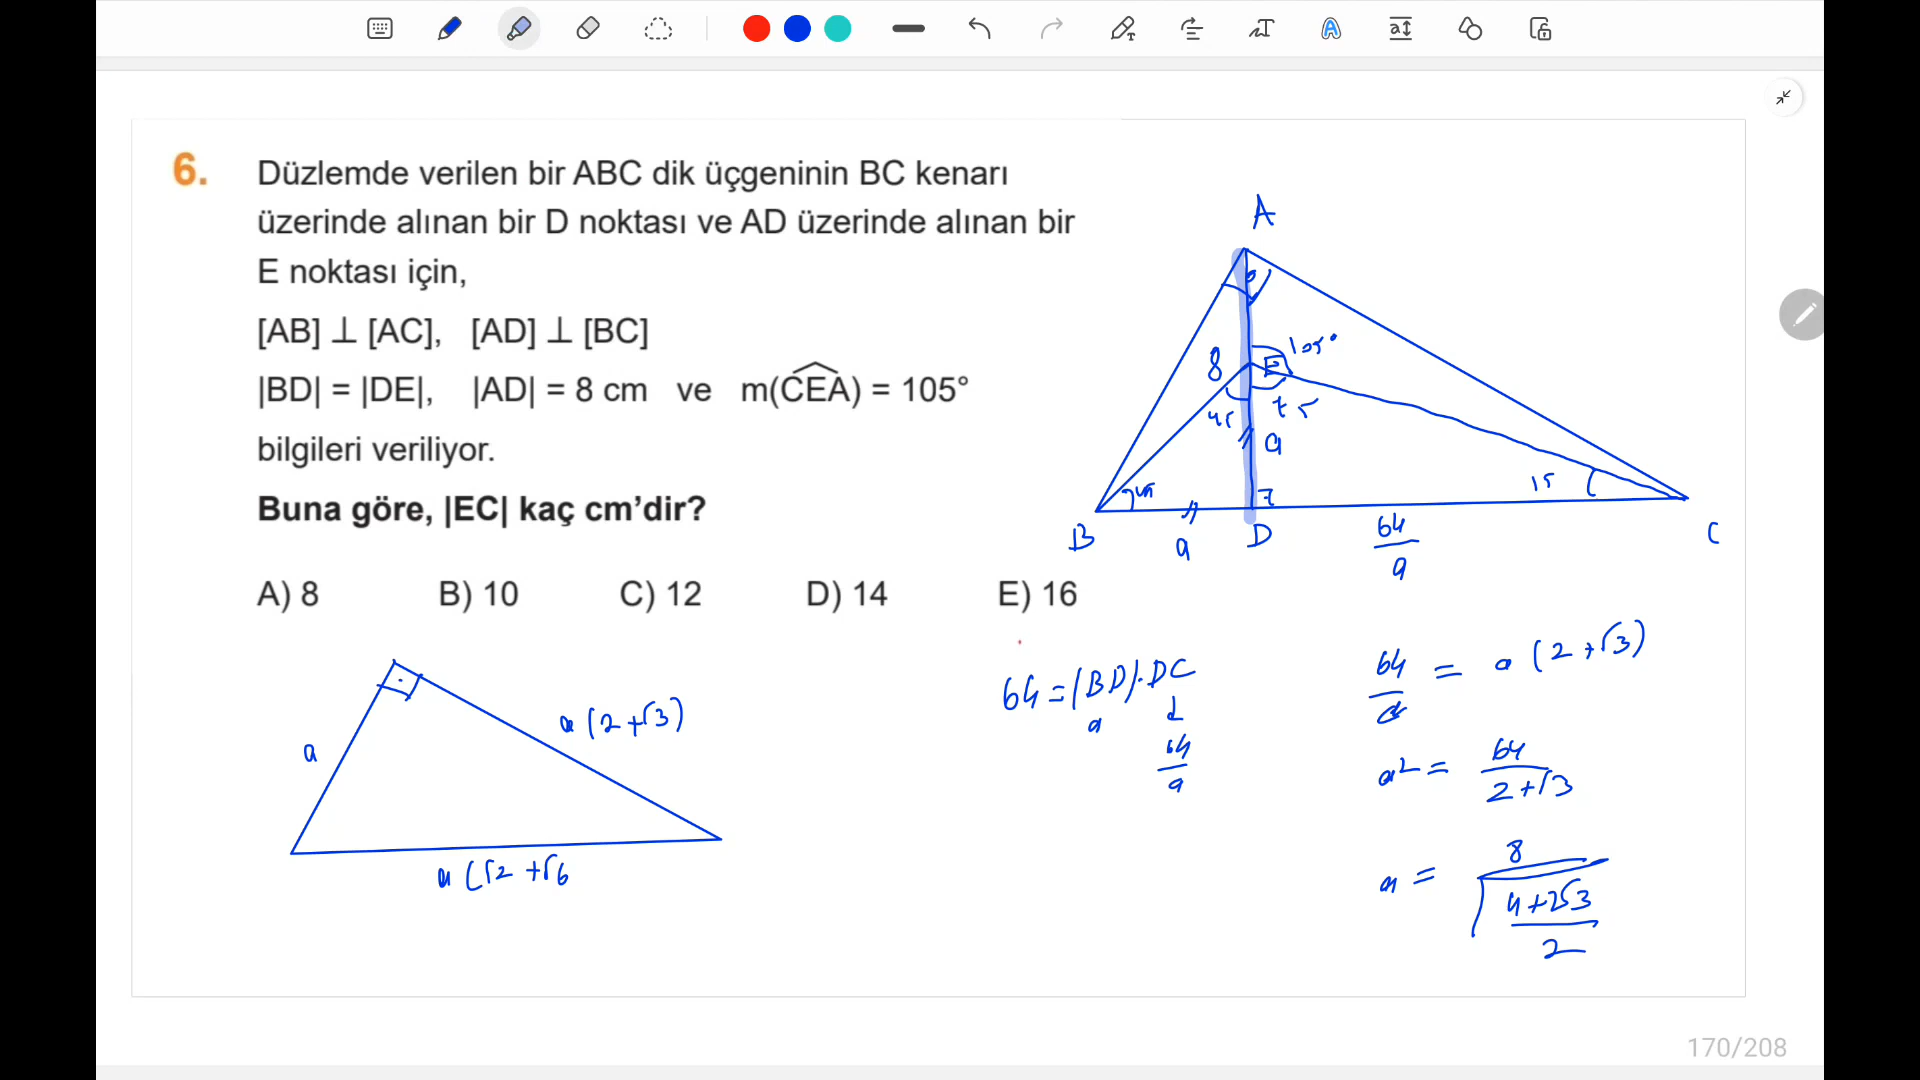 6. Düzlemde verilen bir ABC dik üçgeninin BC kenarı
üzerinde alınan bir D noktası ve AD üzerinde alınan bir
E noktası için,
[AB] ⊥ [AC], [AD] ⊥ [BC]
|BD| = |DE|, |AD| = 8 cm ve m(CEA) = 105°
bilgileri veriliyor.
Buna göre, |EC| kaç cm'dir?
A) 8 B) 10 C) 12 D) 14 E) 16
A
105°
8
E
45
75
a
45
15
B
a
D
64/a
C
a
a(2+√3)
a(√2+√6
64=|BD|.DC
a
64/a
64/a = a(2+√3)
a² = 64/(2+√3)
a = 8/√((4+2√3)/2)
170/208